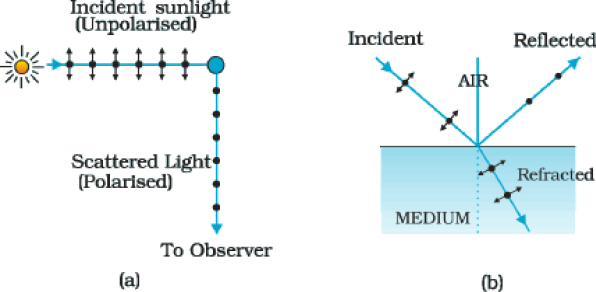 Incident sunlight
(Unpolarised)
Scattered Light
(Polarised)
To Observer
(a)
Incident
Reflected
AIR
Refracted
MEDIUM
(b)